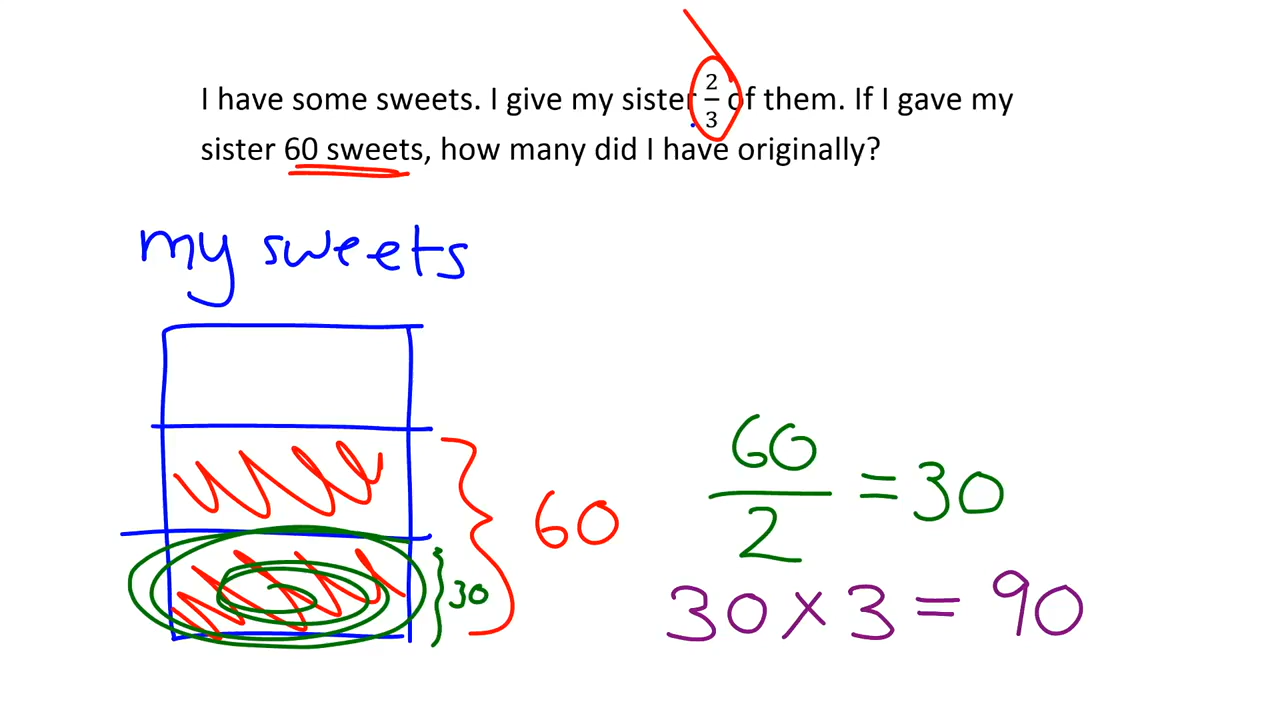 I have some sweets. I give my sister 2/3 of them. If I gave my
sister 60 sweets, how many did I have originally?
my sweets
60
30
60/2 = 30
30 × 3 = 90